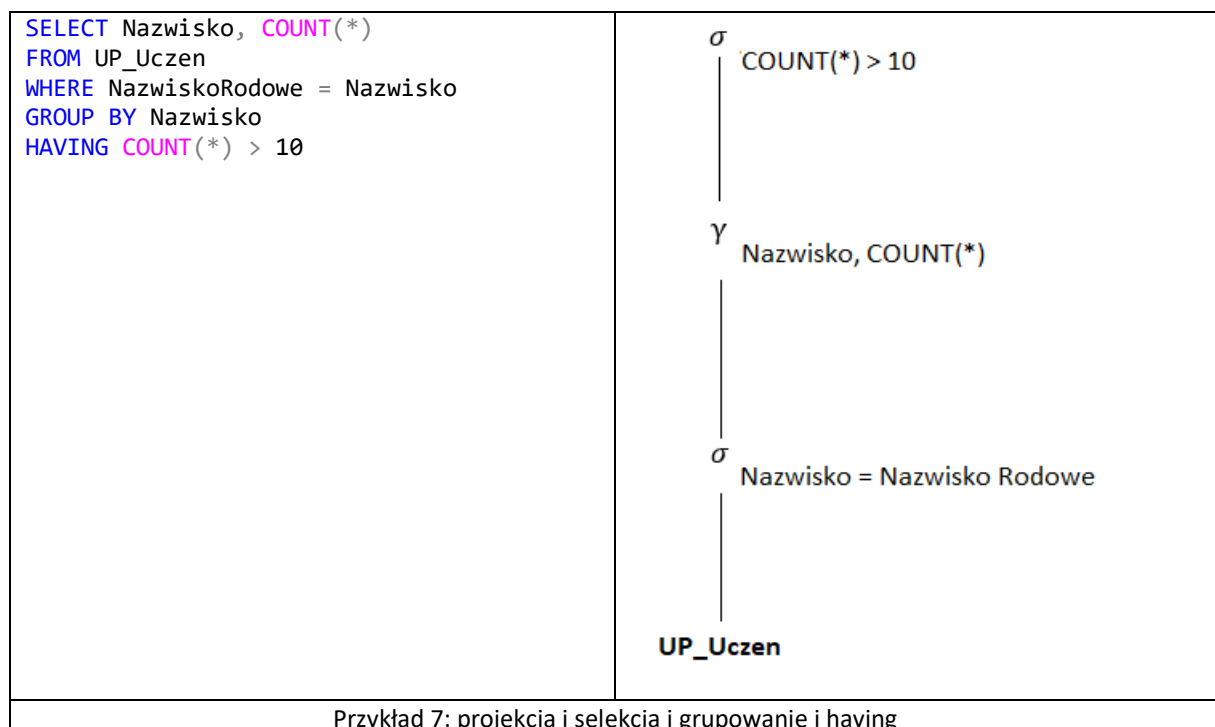 SELECT Nazwisko, COUNT(*)
FROM UP_Uczen
WHERE NazwiskoRodowe = Nazwisko
GROUP BY Nazwisko
HAVING COUNT(*) > 10
σ
COUNT(*) > 10
γ
Nazwisko, COUNT(*)
σ
Nazwisko = Nazwisko Rodowe
UP_Uczen
Przykład 7: projekcja i selekcja i grupowanie i having